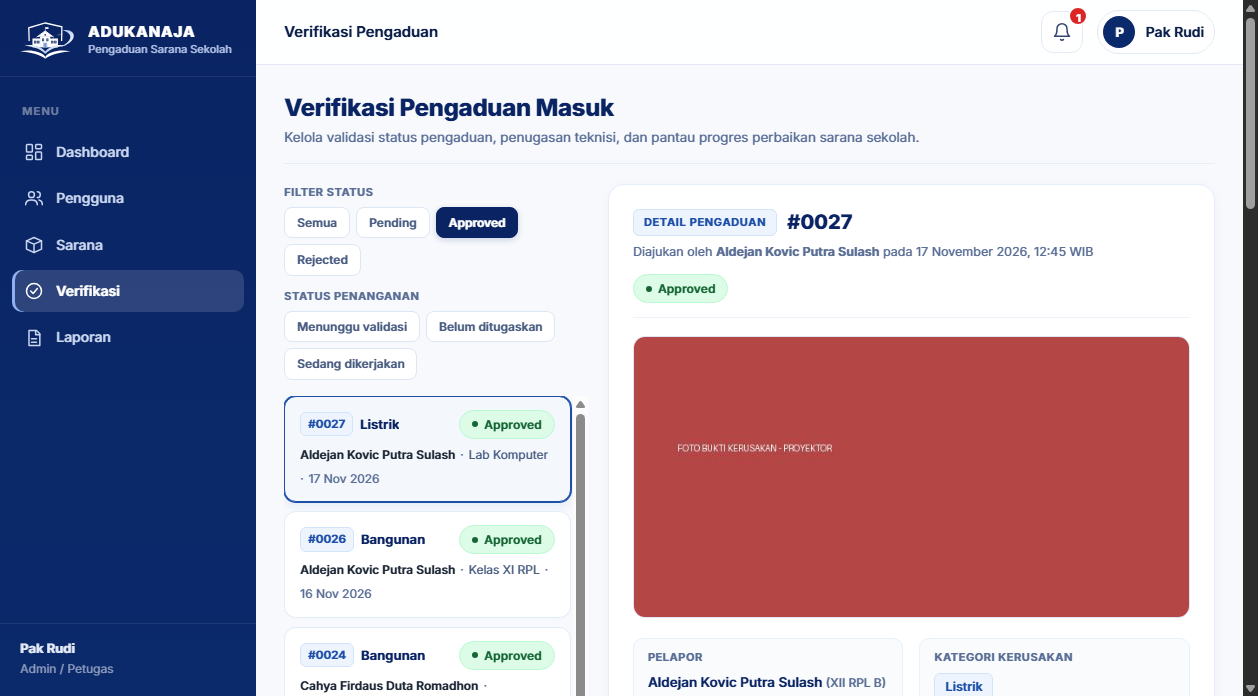 ADUKANAJA
Pengaduan Sarana Sekolah
MENU
Dashboard
Pengguna
Sarana
Verifikasi
Laporan
Pak Rudi
Admin / Petugas
Verifikasi Pengaduan
1
P
Pak Rudi
Verifikasi Pengaduan Masuk
Kelola validasi status pengaduan, penugasan teknisi, dan pantau progres perbaikan sarana sekolah.
FILTER STATUS
Semua
Pending
Approved
Rejected
STATUS PENANGANAN
Menunggu validasi
Belum ditugaskan
Sedang dikerjakan
#0027 Listrik Approved
Aldejan Kovic Putra Sulash · Lab Komputer
· 17 Nov 2026
#0026 Bangunan Approved
Aldejan Kovic Putra Sulash · Kelas XI RPL ·
16 Nov 2026
#0024 Bangunan Approved
Cahya Firdaus Duta Romadhon ·
DETAIL PENGADUAN #0027
Diajukan oleh Aldejan Kovic Putra Sulash pada 17 November 2026, 12:45 WIB
Approved
FOTO BUKTI KERUSAKAN - PROYEKTOR
PELAPOR
Aldejan Kovic Putra Sulash (XII RPL B)
KATEGORI KERUSAKAN
Listrik